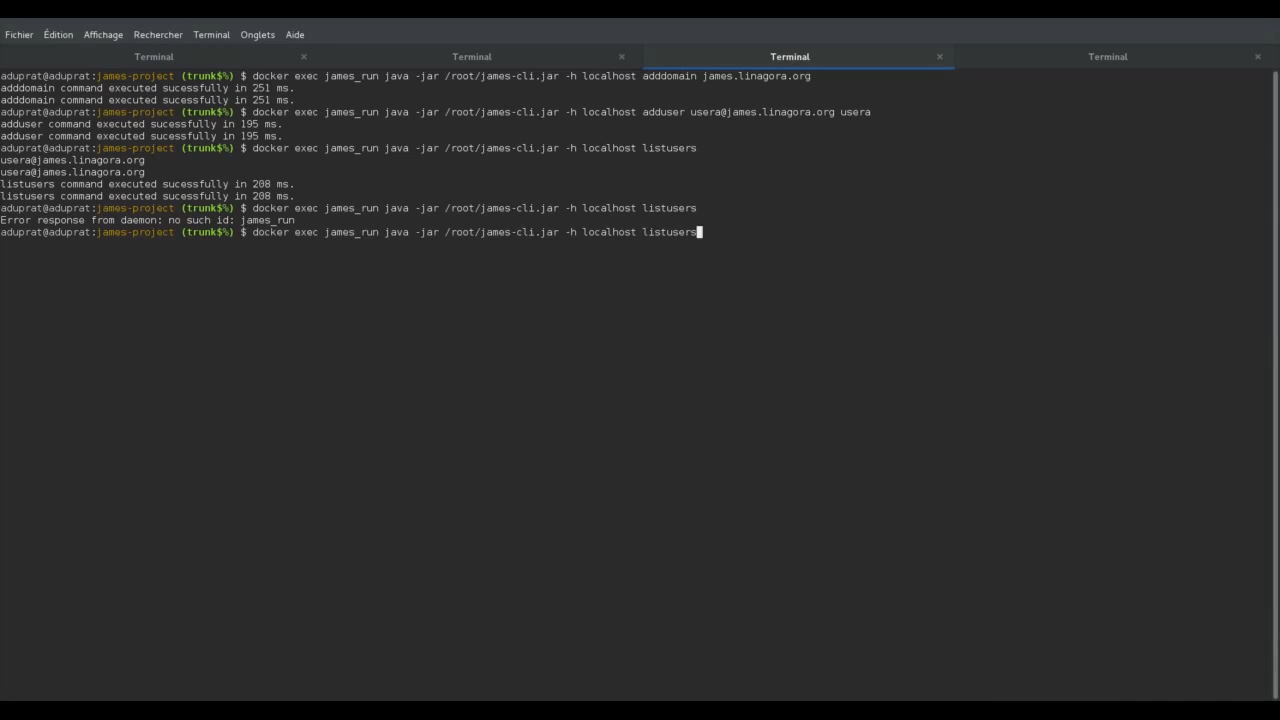 Fichier Édition Affichage Rechercher Terminal Onglets Aide
Terminal × Terminal × Terminal × Terminal ×
aduprat@aduprat:james-project (trunk$%) $ docker exec james_run java -jar /root/james-cli.jar -h localhost adddomain james.linagora.org
adddomain command executed sucessfully in 251 ms.
adddomain command executed sucessfully in 251 ms.
aduprat@aduprat:james-project (trunk$%) $ docker exec james_run java -jar /root/james-cli.jar -h localhost adduser usera@james.linagora.org usera
adduser command executed sucessfully in 195 ms.
adduser command executed sucessfully in 195 ms.
aduprat@aduprat:james-project (trunk$%) $ docker exec james_run java -jar /root/james-cli.jar -h localhost listusers
usera@james.linagora.org
usera@james.linagora.org
listusers command executed sucessfully in 208 ms.
listusers command executed sucessfully in 208 ms.
aduprat@aduprat:james-project (trunk$%) $ docker exec james_run java -jar /root/james-cli.jar -h localhost listusers
Error response from daemon: no such id: james_run
aduprat@aduprat:james-project (trunk$%) $ docker exec james_run java -jar /root/james-cli.jar -h localhost listusers